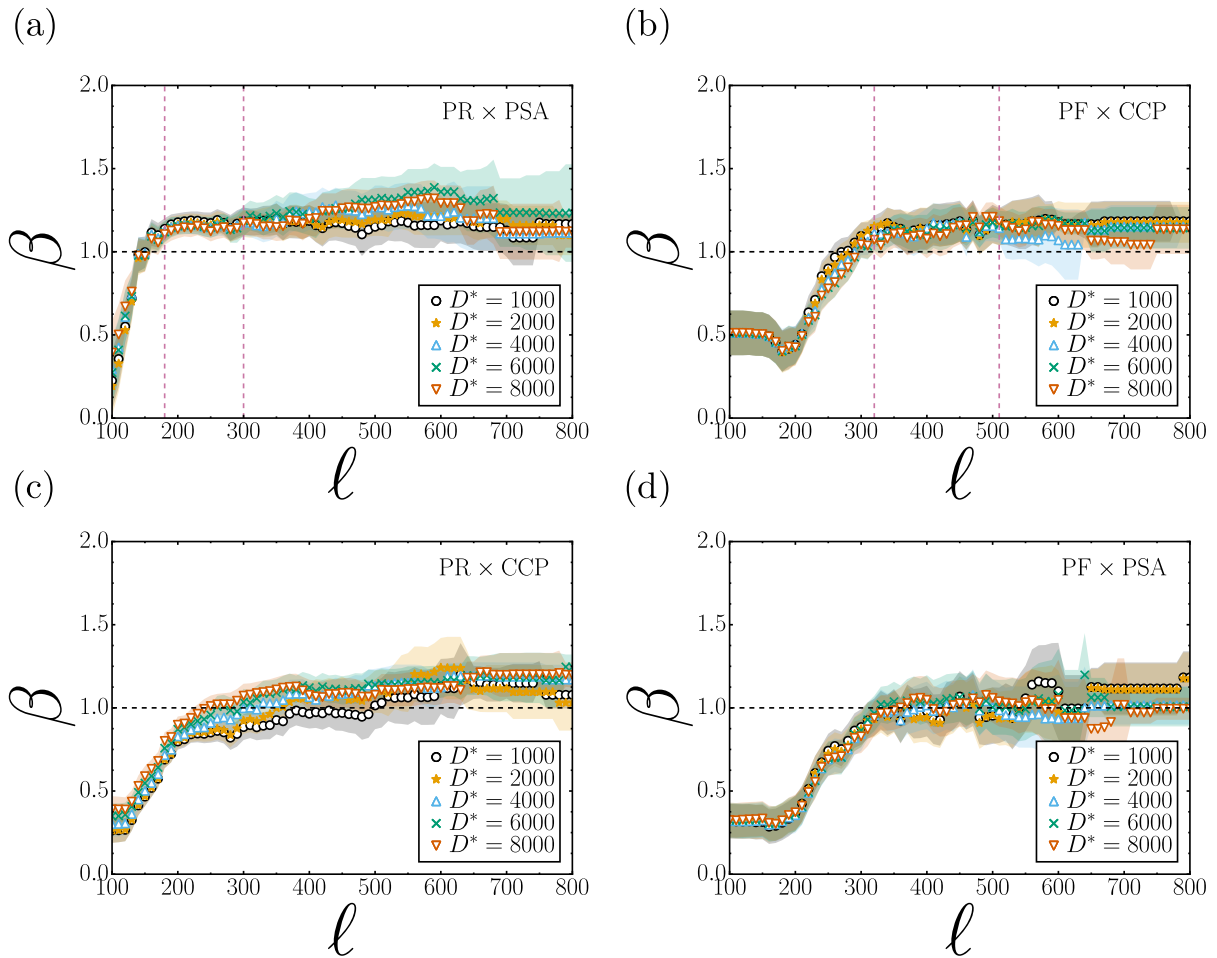 (a)
PR × PSA
β
2.0
1.5
1.0
0.5
0.0
D* = 1000
D* = 2000
D* = 4000
D* = 6000
D* = 8000
100 200 300 400 500 600 700 800
ℓ
(b)
PF × CCP
β
2.0
1.5
1.0
0.5
0.0
D* = 1000
D* = 2000
D* = 4000
D* = 6000
D* = 8000
100 200 300 400 500 600 700 800
ℓ
(c)
PR × CCP
β
2.0
1.5
1.0
0.5
0.0
D* = 1000
D* = 2000
D* = 4000
D* = 6000
D* = 8000
100 200 300 400 500 600 700 800
ℓ
(d)
PF × PSA
β
2.0
1.5
1.0
0.5
0.0
D* = 1000
D* = 2000
D* = 4000
D* = 6000
D* = 8000
100 200 300 400 500 600 700 800
ℓ